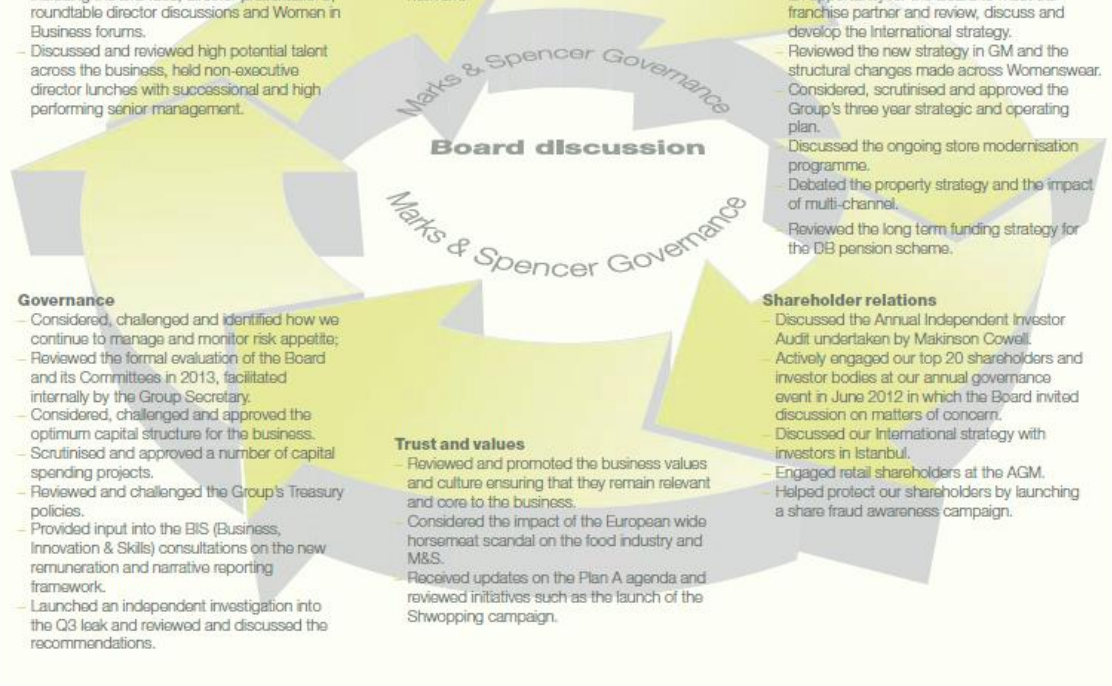 roundtable director discussions and Women in
Business forums.
– Discussed and reviewed high potential talent
across the business, held non-executive
director lunches with successional and high
performing senior management.
franchise partner and review, discuss and
develop the International strategy.
– Reviewed the new strategy in GM and the
structural changes made across Womenswear.
– Considered, scrutinised and approved the
Group's three year strategic and operating
plan.
– Discussed the ongoing store modernisation
programme.
– Debated the property strategy and the impact
of multi-channel.
– Reviewed the long term funding strategy for
the DB pension scheme.
Marks & Spencer Governance
Board discussion
Marks & Spencer Governance
Governance
– Considered, challenged and identified how we
continue to manage and monitor risk appetite;
– Reviewed the formal evaluation of the Board
and its Committees in 2013, facilitated
internally by the Group Secretary.
– Considered, challenged and approved the
optimum capital structure for the business.
– Scrutinised and approved a number of capital
spending projects.
– Reviewed and challenged the Group's Treasury
policies.
– Provided input into the BIS (Business,
Innovation & Skills) consultations on the new
remuneration and narrative reporting
framework.
– Launched an independent investigation into
the Q3 leak and reviewed and discussed the
recommendations.
Trust and values
– Reviewed and promoted the business values
and culture ensuring that they remain relevant
and core to the business.
– Considered the impact of the European wide
horsemeat scandal on the food industry and
M&S.
– Received updates on the Plan A agenda and
reviewed initiatives such as the launch of the
Shwopping campaign.
Shareholder relations
– Discussed the Annual Independent Investor
Audit undertaken by Makinson Cowell.
– Actively engaged our top 20 shareholders and
investor bodies at our annual governance
event in June 2012 in which the Board invited
discussion on matters of concern.
– Discussed our International strategy with
investors in Istanbul.
– Engaged retail shareholders at the AGM.
– Helped protect our shareholders by launching
a share fraud awareness campaign.